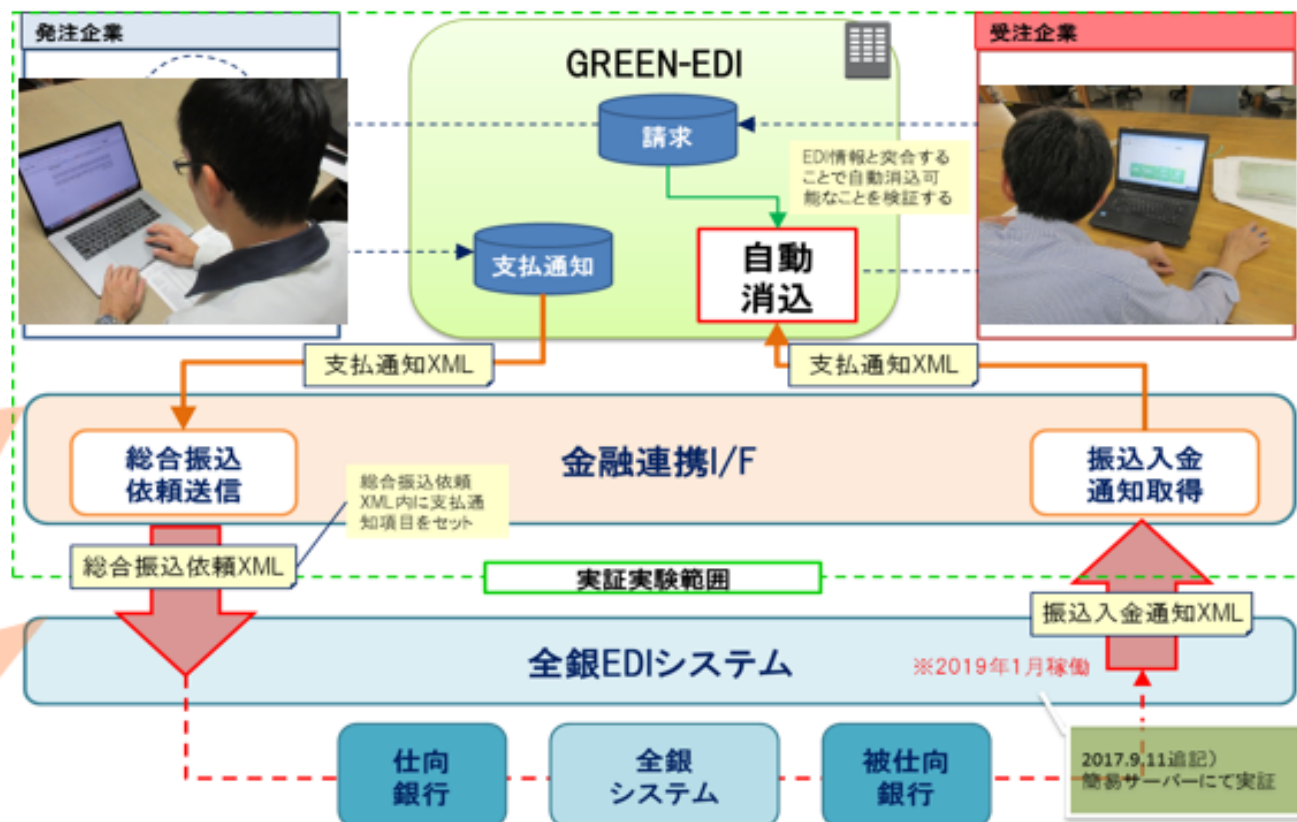 発注企業
GREEN-EDI
受注企業
請求
EDI情報と突合する
ことで自動消込可
能なことを検証する
支払通知
自動
消込
支払通知XML
支払通知XML
総合振込
依頼送信
金融連携I/F
振込入金
通知取得
総合振込依頼
XML内に支払通
知項目をセット
総合振込依頼XML
実証実験範囲
振込入金通知XML
全銀EDIシステム
※2019年1月稼働
仕向
銀行
全銀
システム
被仕向
銀行
2017.9.11追記）
簡易サーバーにて実証